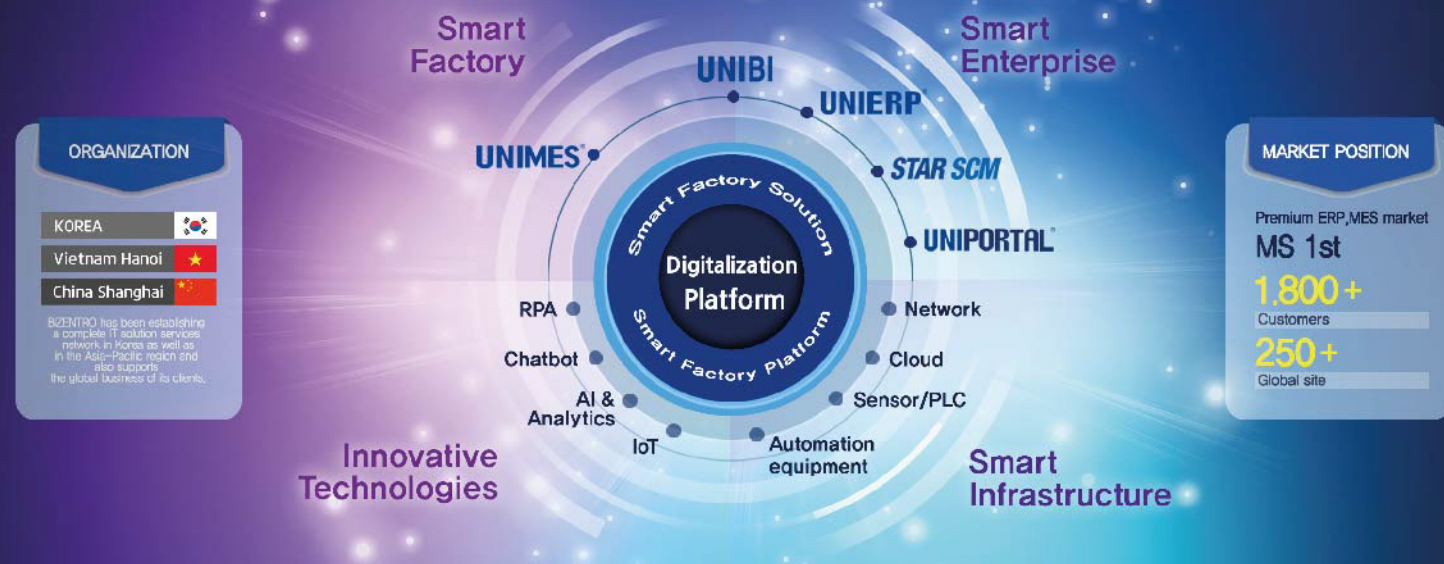 Smart
Factory
Smart
Enterprise
UNIBI
UNIERP®
UNIMES®
STAR SCM
UNIPORTAL®
ORGANIZATION
KOREA
Vietnam Hanoi
China Shanghai
BIZENTRO has been establishing
a complete IT solution services
network in Korea as well as
in the Asia-Pacific region and
also supports
the global business of its clients.
Smart Factory Solution
Digitalization
Platform
Smart Factory Platform
RPA
Chatbot
AI &
Analytics
IoT
Network
Cloud
Sensor/PLC
Automation
equipment
Innovative
Technologies
Smart
Infrastructure
MARKET POSITION
Premium ERP,MES market
MS 1st
1.800+
Customers
250+
Global site